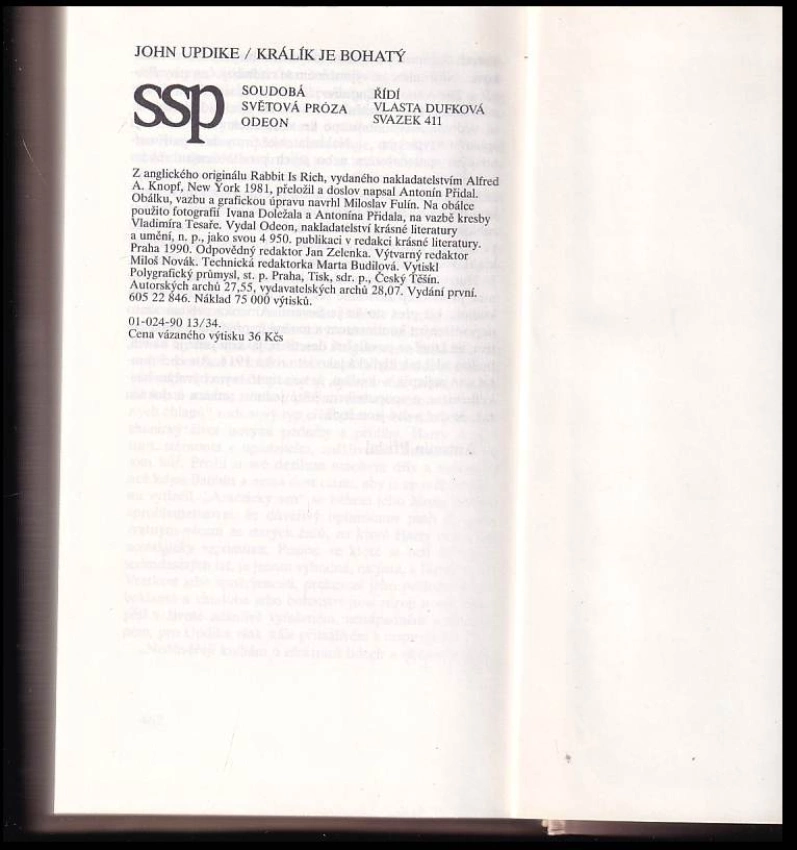 JOHN UPDIKE / KRÁLÍK JE BOHATÝ
ssp
SOUDOBÁ
SVĚTOVÁ PRÓZA
ODEON
ŘÍDÍ
VLASTA DUFKOVÁ
SVAZEK 411
Z anglického originálu Rabbit Is Rich, vydaného nakladatelstvím Alfred
A. Knopf, New York 1981, přeložil a doslov napsal Antonín Přidal.
Obálku, vazbu a grafickou úpravu navrhl Miloslav Fulín. Na obálce
použito fotografií Ivana Doležala a Antonína Přidala, na vazbě kresby
Vladimíra Tesaře. Vydal Odeon, nakladatelství krásné literatury
a umění, n. p., jako svou 4 950. publikaci v redakci krásné literatury.
Praha 1990. Odpovědný redaktor Jan Zelenka. Výtvarný redaktor
Miloš Novák. Technická redaktorka Marta Budilová. Vytiskl
Polygrafický průmysl, st. p. Praha, Tisk, sdr. p., Český Těšín.
Autorských archů 27,55, vydavatelských archů 28,07. Vydání první.
605 22 846. Náklad 75 000 výtisků.
01-024-90 13/34.
Cena vázaného výtisku 36 Kčs